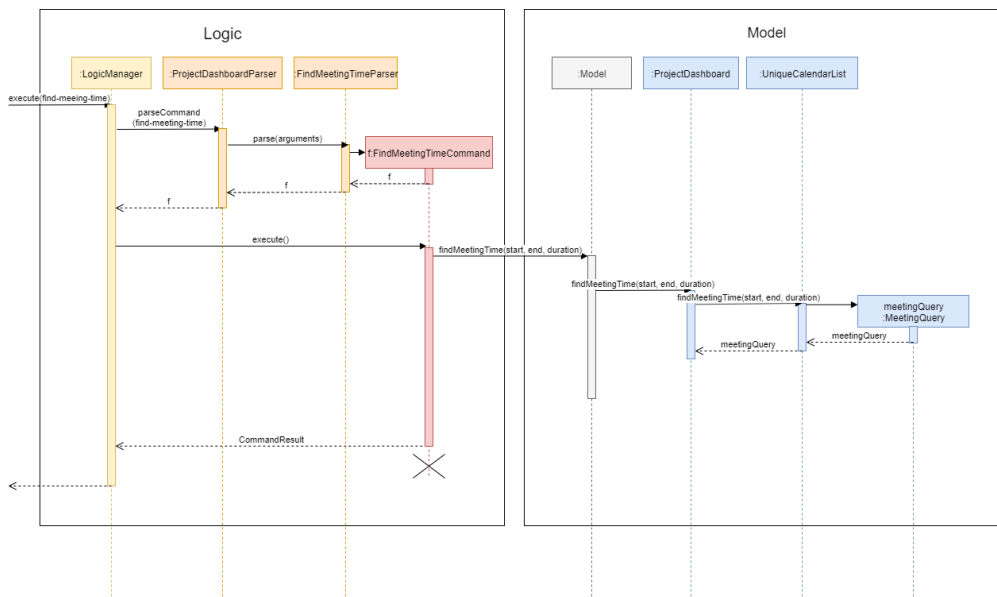 Logic
Model
:LogicManager
:ProjectDashboardParser
:FindMeetingTimeParser
:Model
:ProjectDashboard
:UniqueCalendarList
execute(find-meeing-time)
parseCommand
(find-meeting-time)
parse(arguments)
f:FindMeetingTimeCommand
f
f
f
execute()
findMeetingTime(start, end, duration)
findMeetingTime(start, end, duration)
findMeetingTime(start, end, duration)
meetingQuery
:MeetingQuery
meetingQuery
meetingQuery
CommandResult